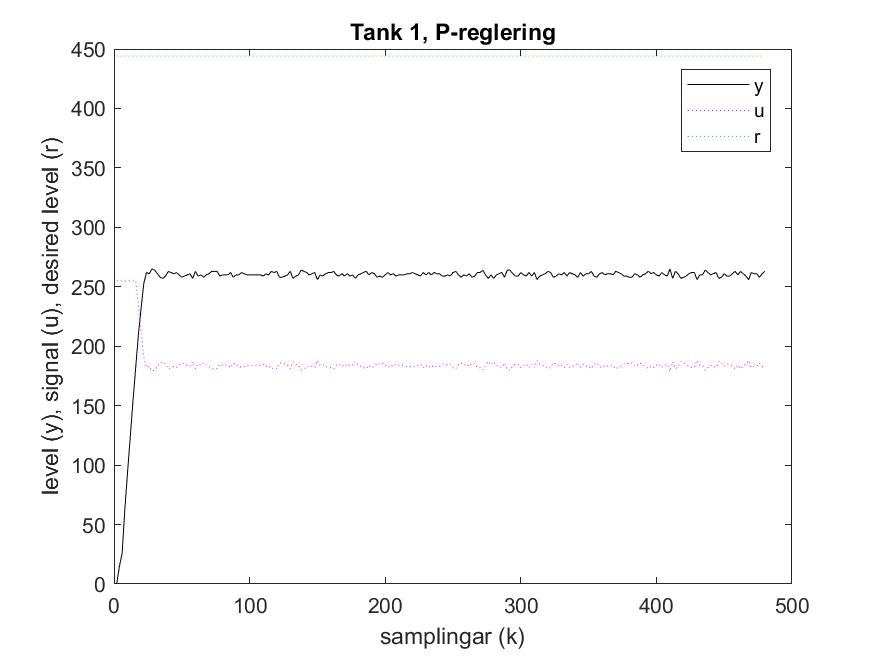 Tank 1, P-reglering
level (y), signal (u), desired level (r)
450
400
350
300
250
200
150
100
50
0
y
u
r
0 100 200 300 400 500
samplingar (k)